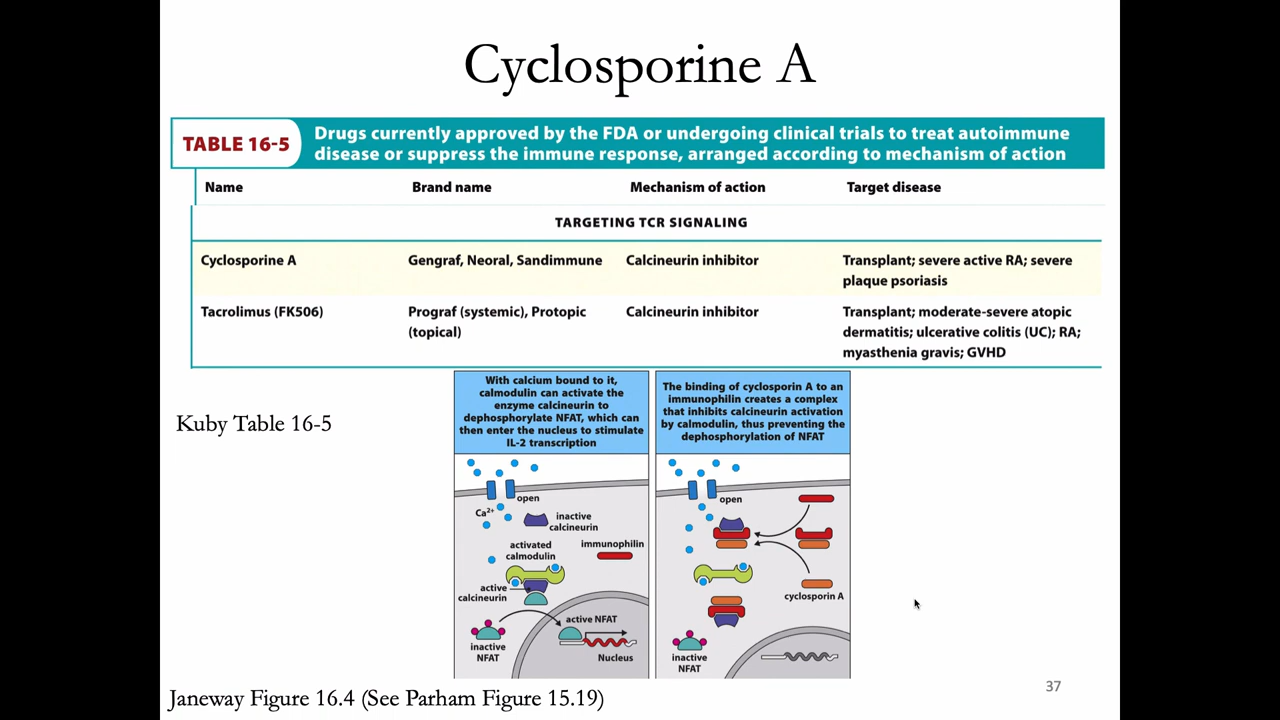 Cyclosporine A
TABLE 16-5
Drugs currently approved by the FDA or undergoing clinical trials to treat autoimmune
disease or suppress the immune response, arranged according to mechanism of action
Name Brand name Mechanism of action Target disease
TARGETING TCR SIGNALING
Cyclosporine A Gengraf, Neoral, Sandimmune Calcineurin inhibitor Transplant; severe active RA; severe
plaque psoriasis
Tacrolimus (FK506) Prograf (systemic), Protopic Calcineurin inhibitor Transplant; moderate-severe atopic
(topical) dermatitis; ulcerative colitis (UC); RA;
myasthenia gravis; GVHD
Kuby Table 16-5
With calcium bound to it,
calmodulin can activate the
enzyme calcineurin to
dephosphorylate NFAT, which can
then enter the nucleus to stimulate
IL-2 transcription
open
Ca²⁺
inactive
calcineurin
activated
calmodulin
immunophilin
active
calcineurin
active NFAT
inactive
NFAT
Nucleus
The binding of cyclosporin A to an
immunophilin creates a complex
that inhibits calcineurin activation
by calmodulin, thus preventing the
dephosphorylation of NFAT
open
cyclosporin A
inactive
NFAT
Janeway Figure 16.4 (See Parham Figure 15.19)
37